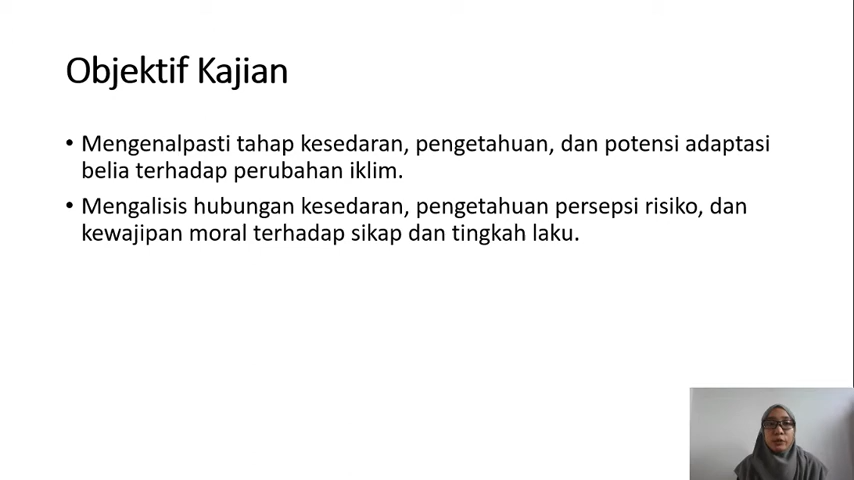 Objektif Kajian
• Mengenalpasti tahap kesedaran, pengetahuan, dan potensi adaptasi
belia terhadap perubahan iklim.
• Mengalisis hubungan kesedaran, pengetahuan persepsi risiko, dan
kewajipan moral terhadap sikap dan tingkah laku.